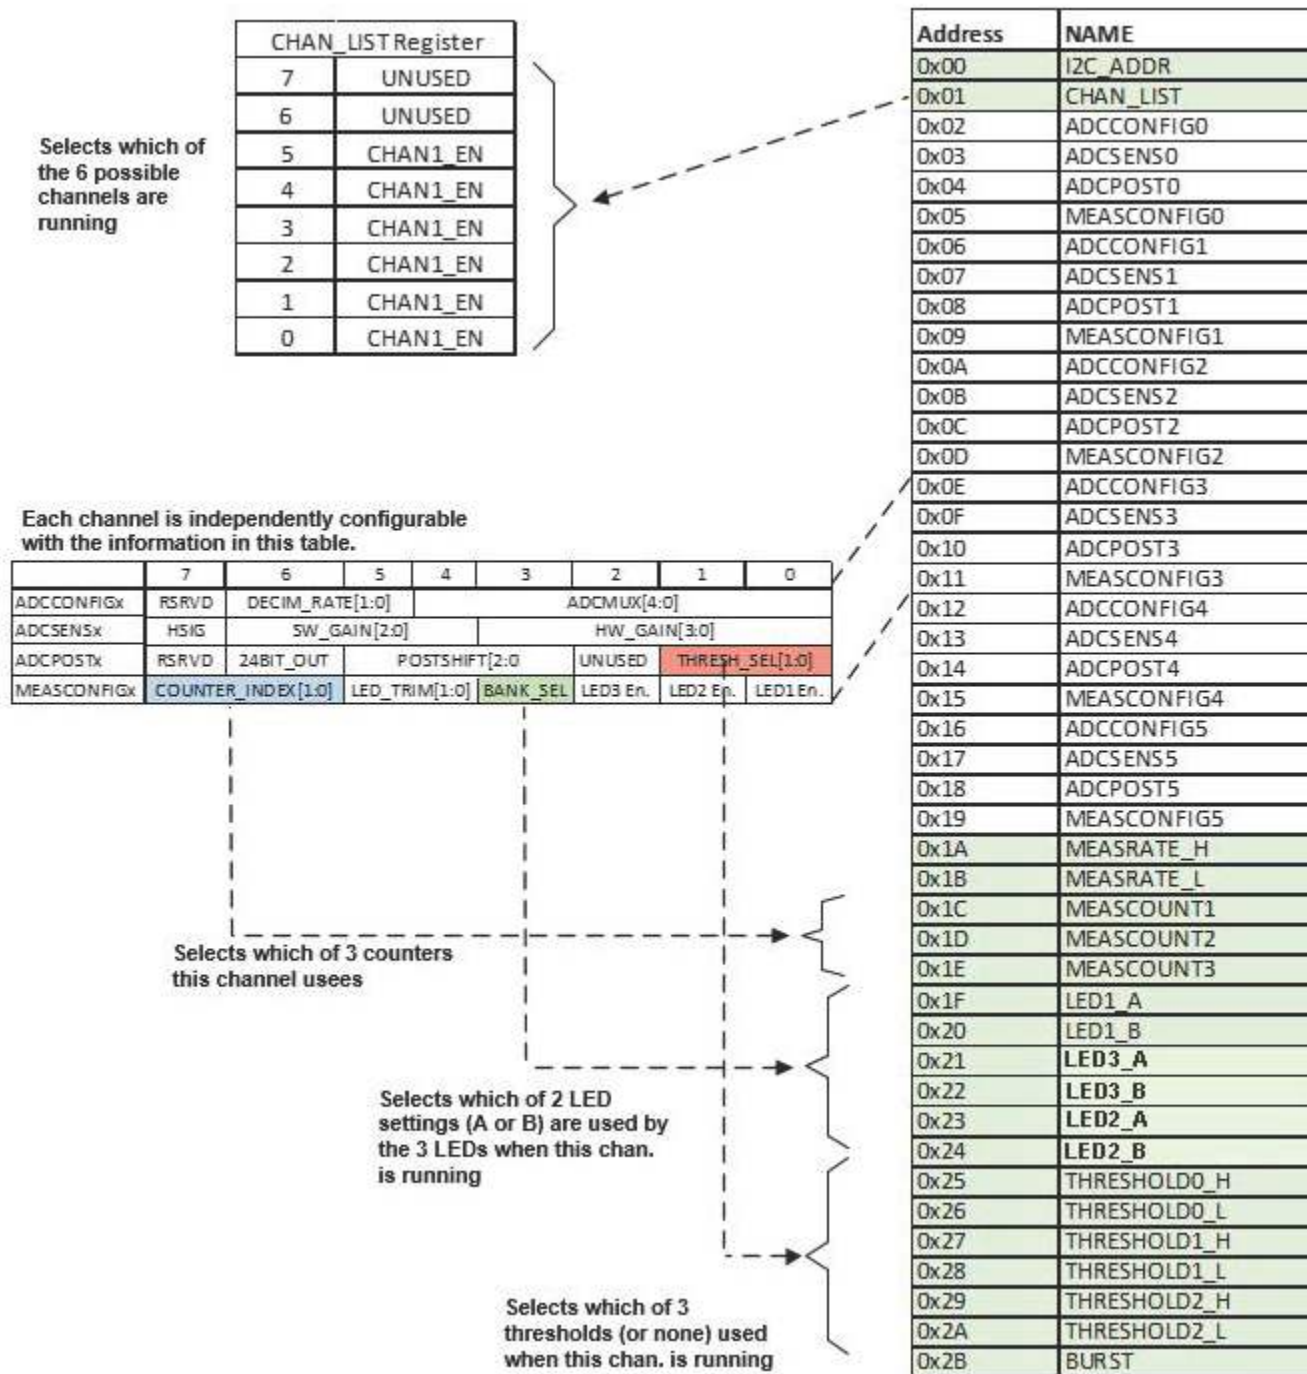 CHAN_LIST Register
7 UNUSED
6 UNUSED
5 CHAN1_EN
4 CHAN1_EN
3 CHAN1_EN
2 CHAN1_EN
1 CHAN1_EN
0 CHAN1_EN
Selects which of
the 6 possible
channels are
running
Each channel is independently configurable
with the information in this table.
7 6 5 4 3 2 1 0
ADCCONFIGx RSRVD DECIM_RATE[1:0] ADCMUX[4:0]
ADCSENSx HSIG SW_GAIN[2:0] HW_GAIN[3:0]
ADCPOSTx RSRVD 24BIT_OUT POSTSHIFT[2:0 UNUSED THRESH_SEL[1:0]
MEASCONFIGx COUNTER_INDEX[1:0] LED_TRIM[1:0] BANK_SEL LED3 En. LED2 En. LED1En.
Selects which of 3 counters
this channel usees
Selects which of 2 LED
settings (A or B) are used by
the 3 LEDs when this chan.
is running
Selects which of 3
thresholds (or none) used
when this chan. is running
Address NAME
0x00 I2C_ADDR
0x01 CHAN_LIST
0x02 ADCCONFIG0
0x03 ADCSENS0
0x04 ADCPOST0
0x05 MEASCONFIG0
0x06 ADCCONFIG1
0x07 ADCSENS1
0x08 ADCPOST1
0x09 MEASCONFIG1
0x0A ADCCONFIG2
0x0B ADCSENS2
0x0C ADCPOST2
0x0D MEASCONFIG2
0x0E ADCCONFIG3
0x0F ADCSENS3
0x10 ADCPOST3
0x11 MEASCONFIG3
0x12 ADCCONFIG4
0x13 ADCSENS4
0x14 ADCPOST4
0x15 MEASCONFIG4
0x16 ADCCONFIG5
0x17 ADCSENS5
0x18 ADCPOST5
0x19 MEASCONFIG5
0x1A MEASRATE_H
0x1B MEASRATE_L
0x1C MEASCOUNT1
0x1D MEASCOUNT2
0x1E MEASCOUNT3
0x1F LED1_A
0x20 LED1_B
0x21 LED3_A
0x22 LED3_B
0x23 LED2_A
0x24 LED2_B
0x25 THRESHOLD0_H
0x26 THRESHOLD0_L
0x27 THRESHOLD1_H
0x28 THRESHOLD1_L
0x29 THRESHOLD2_H
0x2A THRESHOLD2_L
0x2B BURST